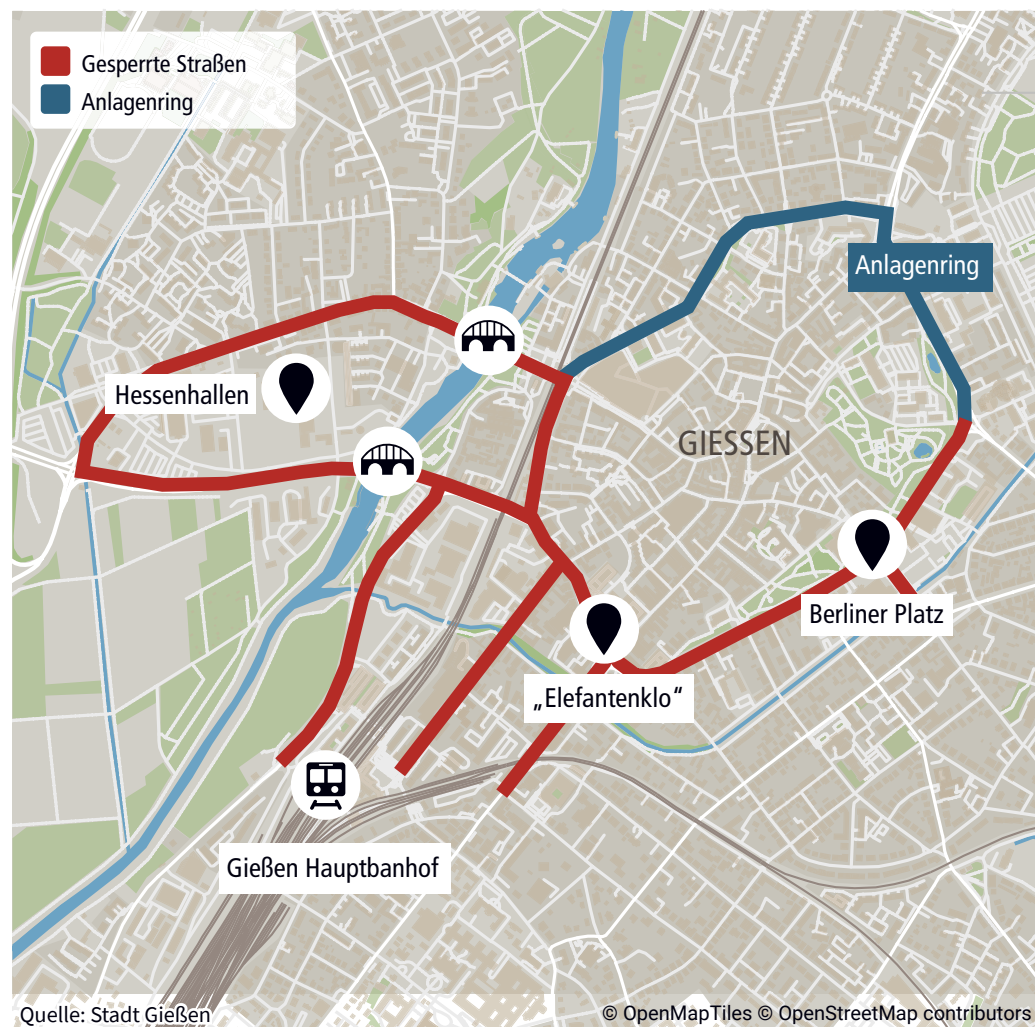 Gesperrte Straßen
Anlagenring
Anlagenring
Hessenhallen
GIESSEN
Berliner Platz
„Elefantenklo“
Gießen Hauptbanhof
Quelle: Stadt Gießen
© OpenMapTiles © OpenStreetMap contributors